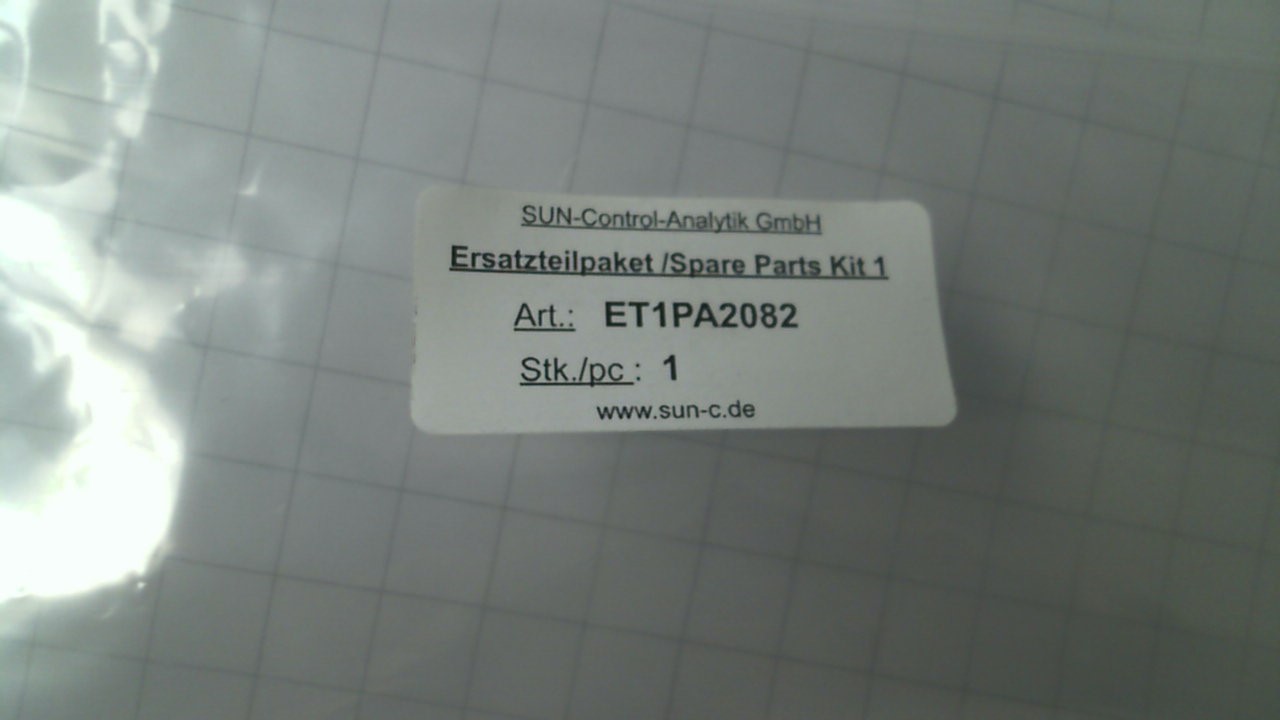 SUN-Control-Analytik GmbH
Ersatzteilpaket /Spare Parts Kit 1
Art.: ET1PA2082
Stk./pc : 1
www.sun-c.de